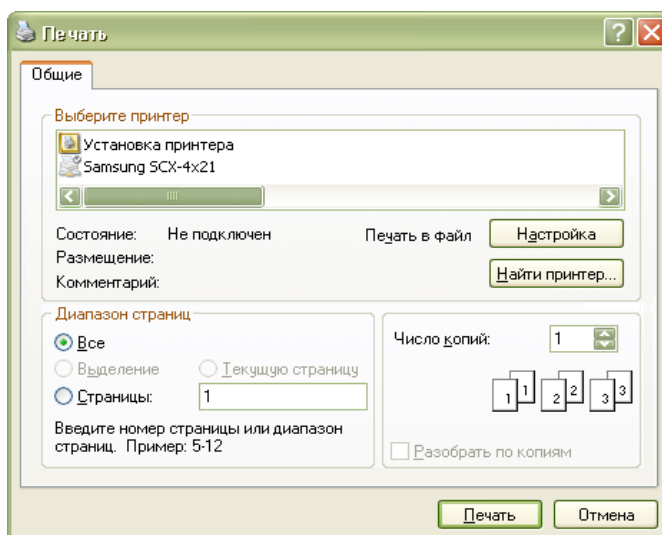 Печать
Общие
Выберите принтер
Установка принтера
Samsung SCX-4x21
Состояние: Не подключен Печать в файл Настройка
Размещение:
Комментарий: Найти принтер...
Диапазон страниц
Все
Выделение Текущую страницу
Страницы: 1
Введите номер страницы или диапазон
страниц. Пример: 5-12
Число копий: 1
1 1 2 2 3 3
Разобрать по копиям
Печать Отмена